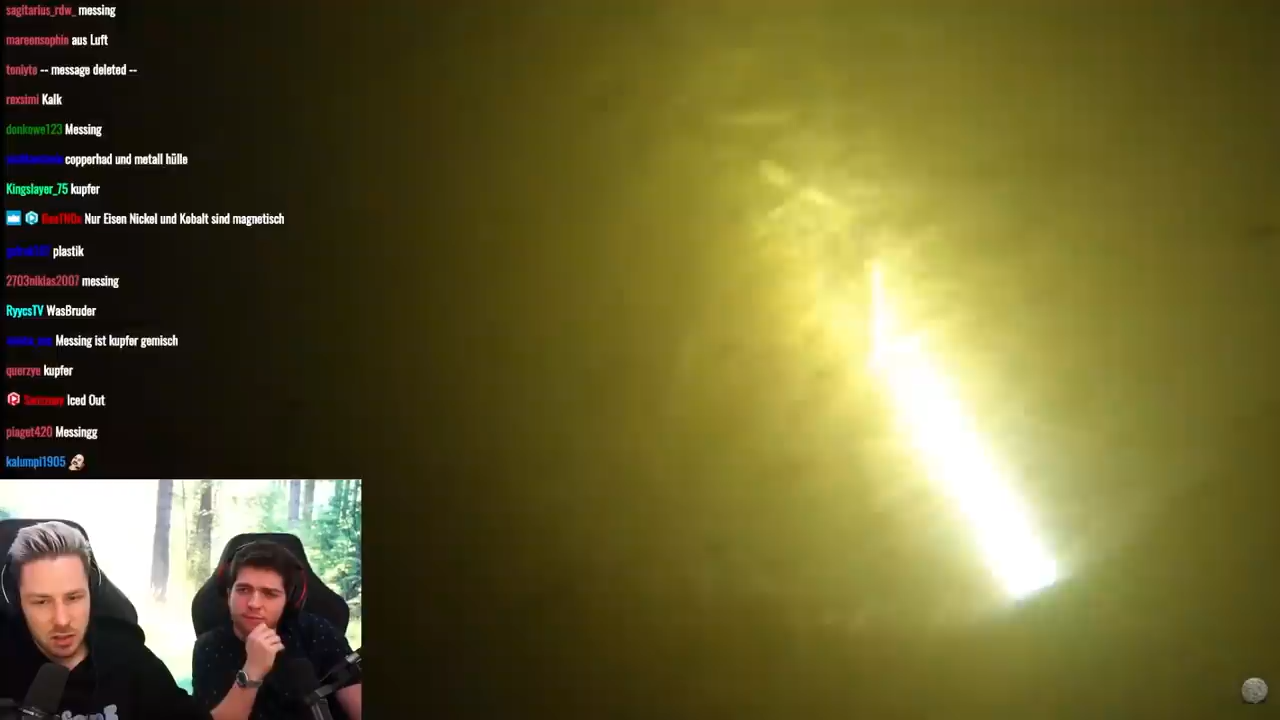 sagitarius_rdw_ messing
mareensophin aus Luft
toniyto -- message deleted --
rexsimi Kalk
donkowe123 Messing
copperhad und metall hülle
Kingslayer_75 kupfer
Nur Eisen Nickel und Kobalt sind magnetisch
plastik
2703niklas2007 messing
RyycsTV WasBruder
Messing ist kupfer gemisch
querzye kupfer
Iced Out
piaget420 Messingg
kalumpi1905